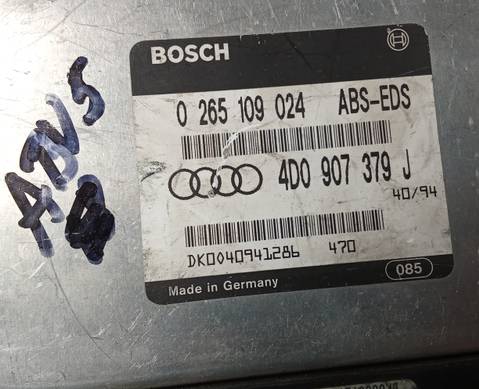 BOSCH
0 265 109 024 ABS-EDS
4D0 907 379 J
40/94
DK0040941286 470
085
Made in Germany